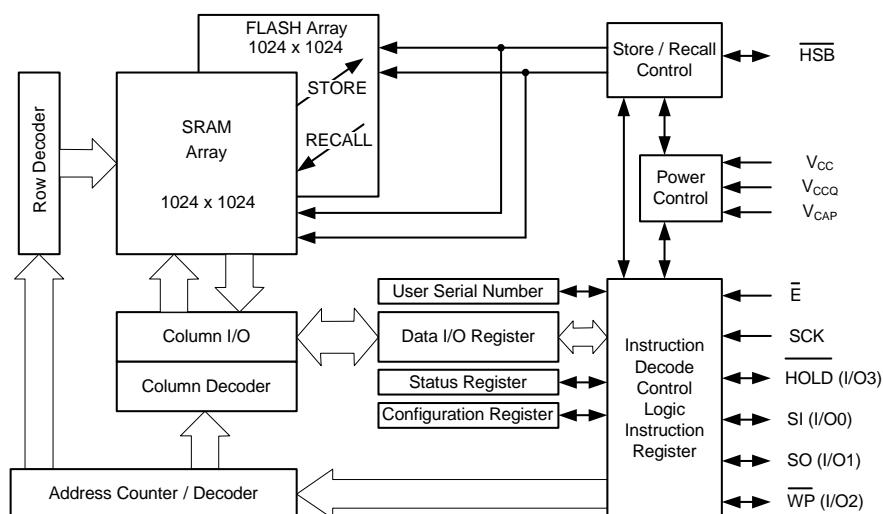 FLASH Array
1024 x 1024
Store / Recall
Control
HSB
STORE
SRAM
Array
RECALL
1024 x 1024
Row Decoder
Power
Control
VCC
VCCQ
VCAP
User Serial Number
Column I/O
Data I/O Register
Column Decoder
Status Register
Configuration Register
Instruction
Decode
Control
Logic
Instruction
Register
E
SCK
HOLD (I/O3)
SI (I/O0)
SO (I/O1)
WP (I/O2)
Address Counter / Decoder